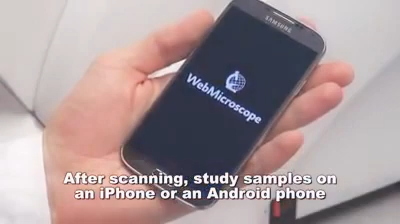 SAMSUNG
WebMicroscope
After scanning, study samples on
an iPhone or an Android phone